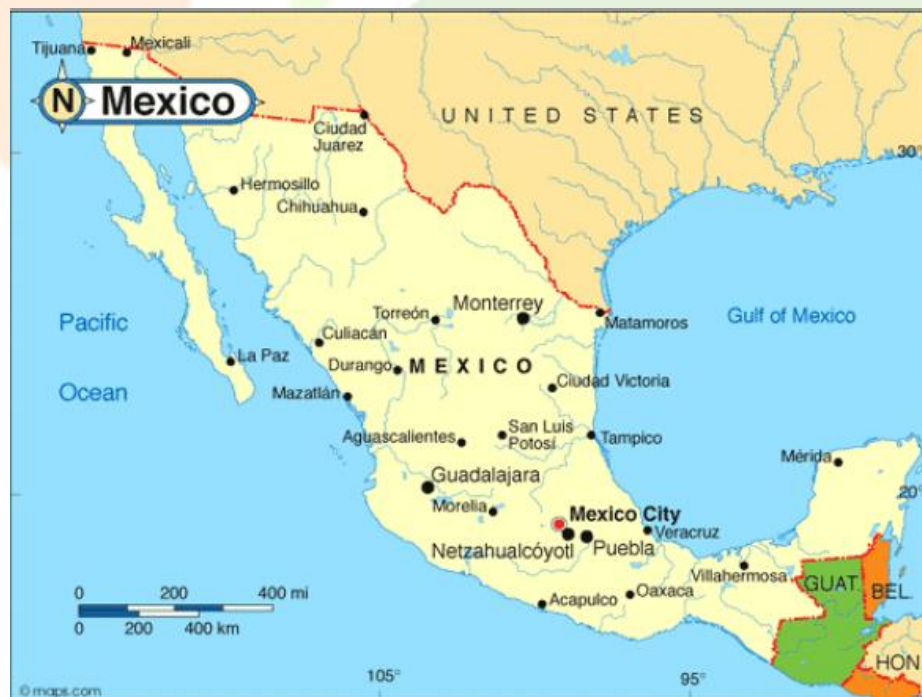 Tijuana
Mexicali
N Mexico
UNITED STATES
Ciudad
Juárez
30°
Hermosillo
Chihuahua
Monterrey
Torreón
Matamoros
Gulf of Mexico
Pacific
Ocean
Culiacán
La Paz
Durango
MEXICO
Ciudad Victoria
Mazatlán
San Luis
Potosí
Aguascalientes
Tampico
Mérida
Guadalajara
20°
Morelia
Mexico City
Veracruz
Netzahualcóyotl
Puebla
Villahermosa
GUAT.
BEL.
Oaxaca
Acapulco
0 200 400 mi
0 200 400 km
HON
105°
95°
© maps.com